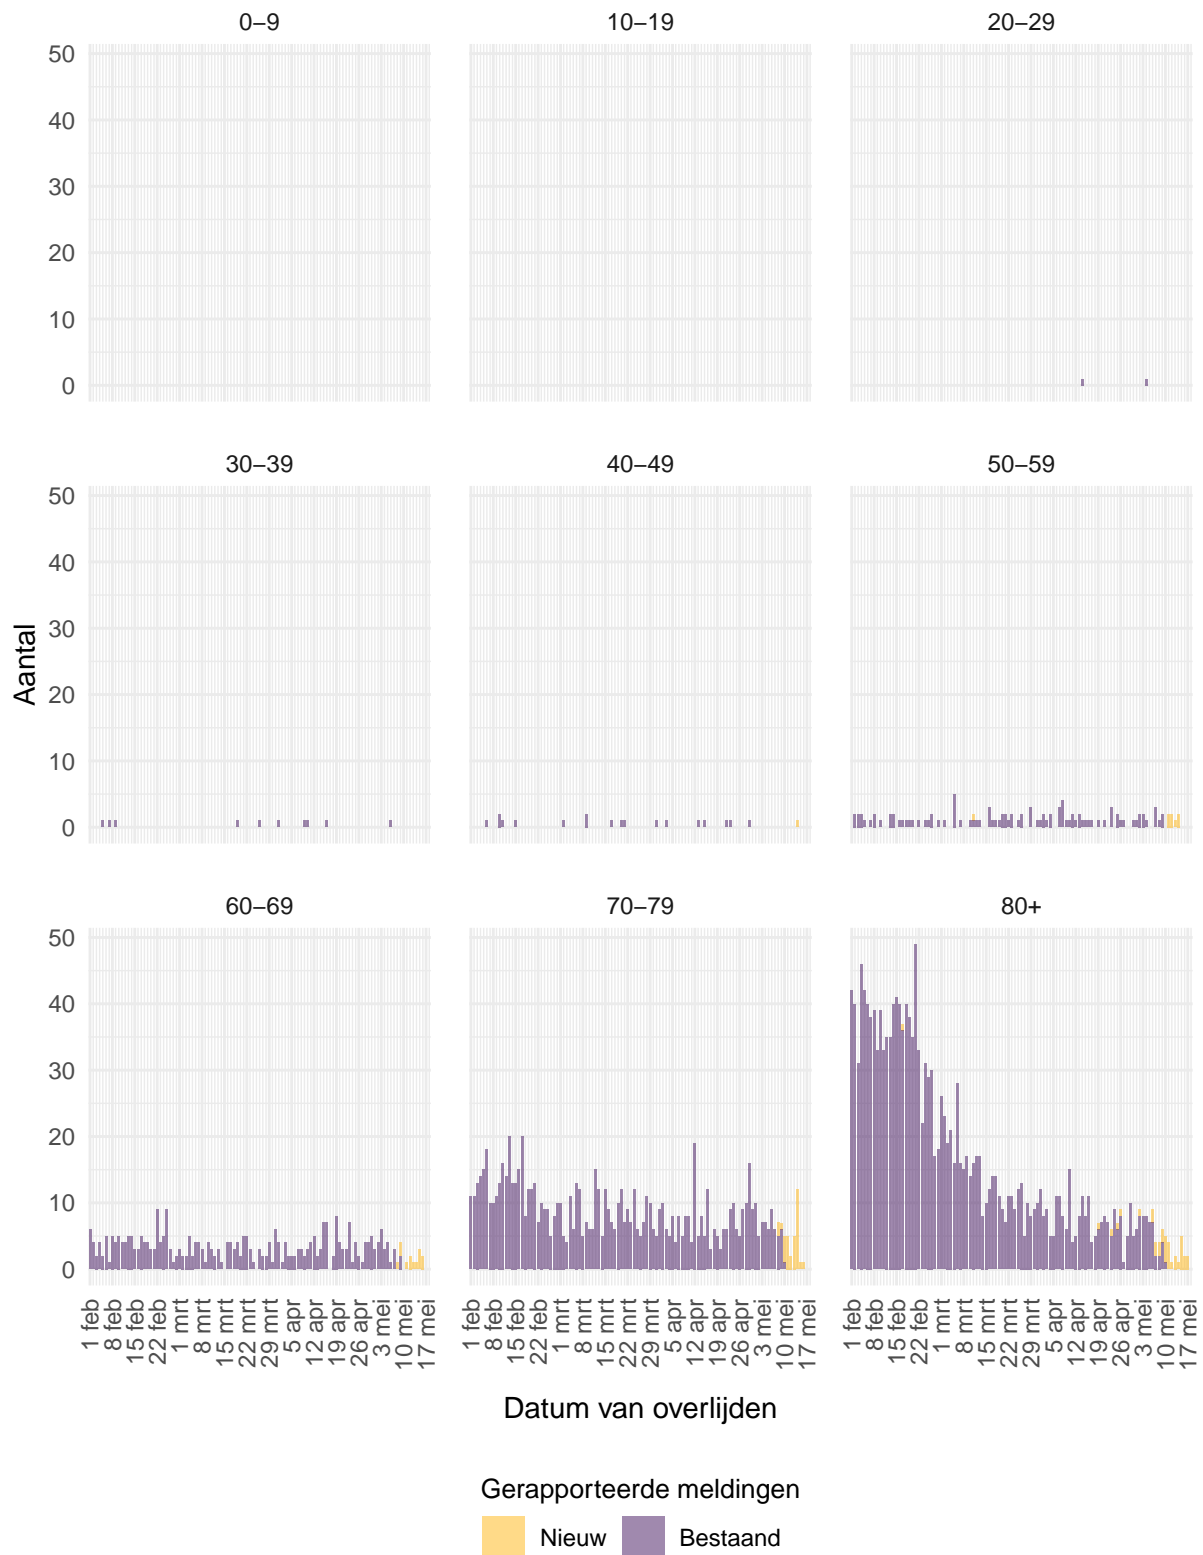 0–9 10–19 20–29
50
40
30
20
10
0
30–39 40–49 50–59
50
40
30
20
10
0
Aantal
60–69 70–79 80+
50
40
30
20
10
0
1 feb 8 feb 15 feb 22 feb 1 mrt 8 mrt 15 mrt 22 mrt 29 mrt 5 apr 12 apr 19 apr 26 apr 3 mei 10 mei 17 mei
1 feb 8 feb 15 feb 22 feb 1 mrt 8 mrt 15 mrt 22 mrt 29 mrt 5 apr 12 apr 19 apr 26 apr 3 mei 10 mei 17 mei
1 feb 8 feb 15 feb 22 feb 1 mrt 8 mrt 15 mrt 22 mrt 29 mrt 5 apr 12 apr 19 apr 26 apr 3 mei 10 mei 17 mei
Datum van overlijden
Gerapporteerde meldingen
Nieuw Bestaand